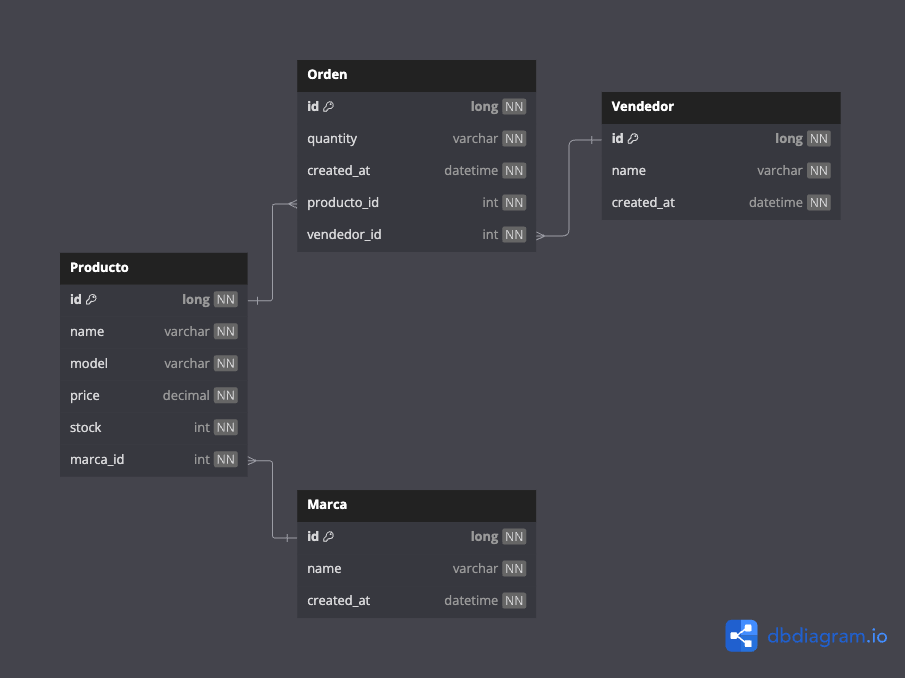 Orden
id long NN
quantity varchar NN
created_at datetime NN
producto_id int NN
vendedor_id int NN
Vendedor
id long NN
name varchar NN
created_at datetime NN
Producto
id long NN
name varchar NN
model varchar NN
price decimal NN
stock int NN
marca_id int NN
Marca
id long NN
name varchar NN
created_at datetime NN
dbdiagram.io